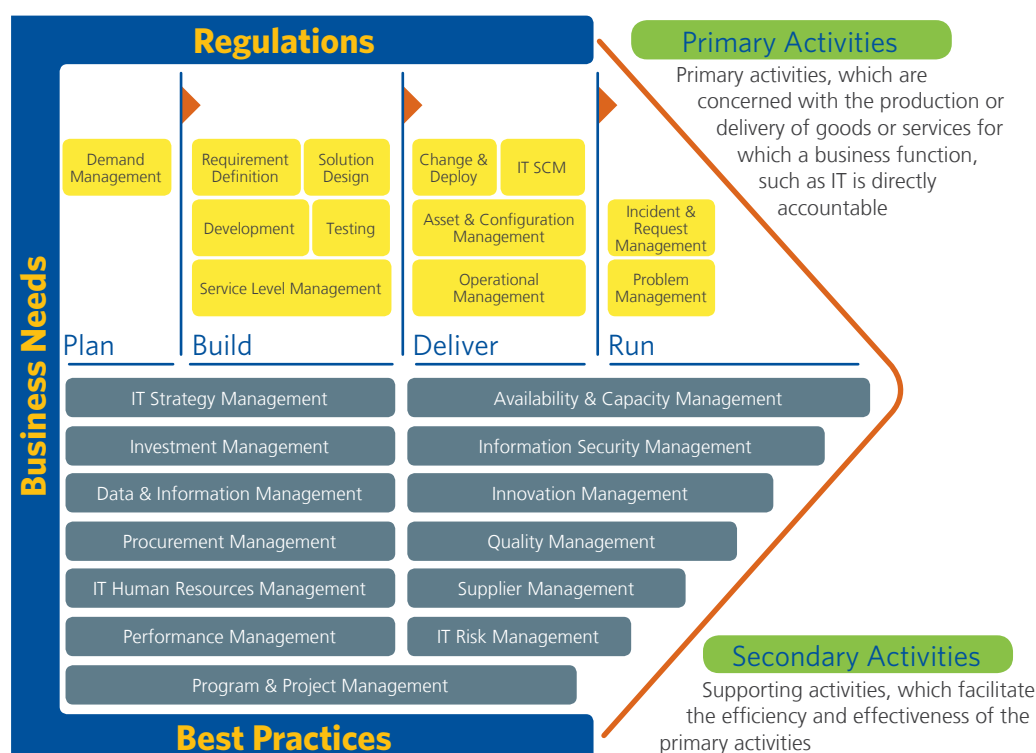 Regulations
Business Needs
Primary Activities
Primary activities, which are
concerned with the production or
delivery of goods or services for
which a business function,
such as IT is directly
accountable
Demand
Management
Requirement
Definition
Solution
Design
Development
Testing
Service Level Management
Change &
Deploy
IT SCM
Asset & Configuration
Management
Operational
Management
Incident &
Request
Management
Problem
Management
Plan
Build
Deliver
Run
IT Strategy Management
Availability & Capacity Management
Investment Management
Information Security Management
Data & Information Management
Innovation Management
Procurement Management
Quality Management
IT Human Resources Management
Supplier Management
Performance Management
IT Risk Management
Program & Project Management
Secondary Activities
Supporting activities, which facilitate
the efficiency and effectiveness of the
primary activities
Best Practices